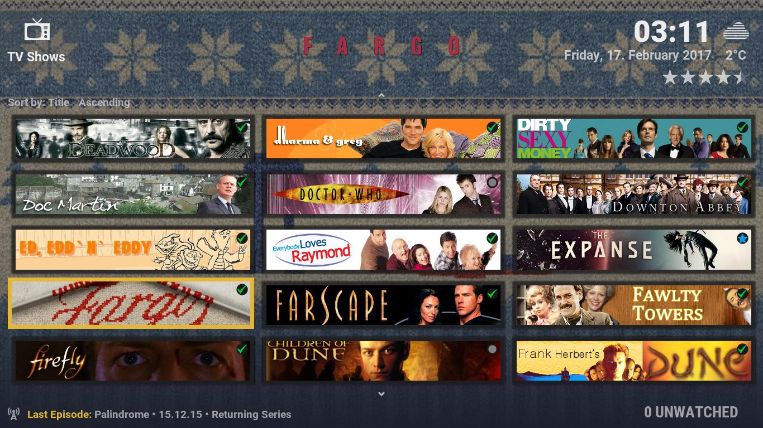 TV Shows
FARGO
03:11
Friday, 17. February 2017 2°C
Sort by: Title Ascending
DEADWOOD
dharma & greg
DIRTY
SEXY
MONEY
Doc Martin
DOCTOR·WHO
DOWNTON ABBEY
ED, EDD`N` EDDY
Everybody Loves
Raymond
THE
EXPANSE
Fargo
FARSCAPE
FAWLTY
TOWERS
firefly
CHILDREN OF
DUNE
Frank Herbert's
DUNE
Last Episode: Palindrome • 15.12.15 • Returning Series
0 UNWATCHED